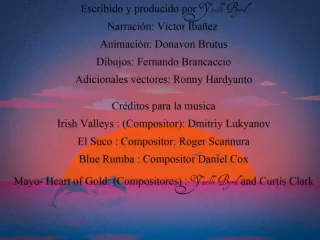 Escribido y producido por
Narración: Victor Ibañez
Animación: Donavon Brutus
Dibujos: Fernando Brancaccio
Adicionales vectores: Ronny Hardyanto
Créditos para la musica
Irish Valleys : (Compositor): Dmitriy Lukyanov
El Suco : Compositor: Roger Scannura
Blue Rumba : Compositor Daniel Cox
Mayo- Heart of Gold: (Compositores) : and Curtis Clark